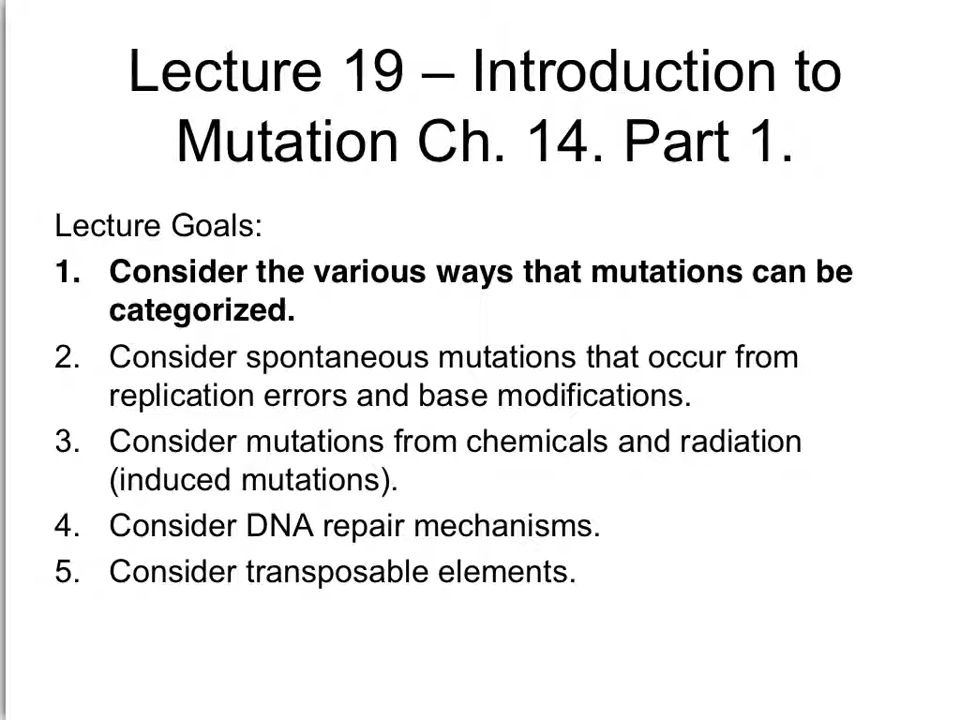 Lecture 19 – Introduction to
Mutation Ch. 14. Part 1.
Lecture Goals:
1. Consider the various ways that mutations can be
categorized.
2. Consider spontaneous mutations that occur from
replication errors and base modifications.
3. Consider mutations from chemicals and radiation
(induced mutations).
4. Consider DNA repair mechanisms.
5. Consider transposable elements.